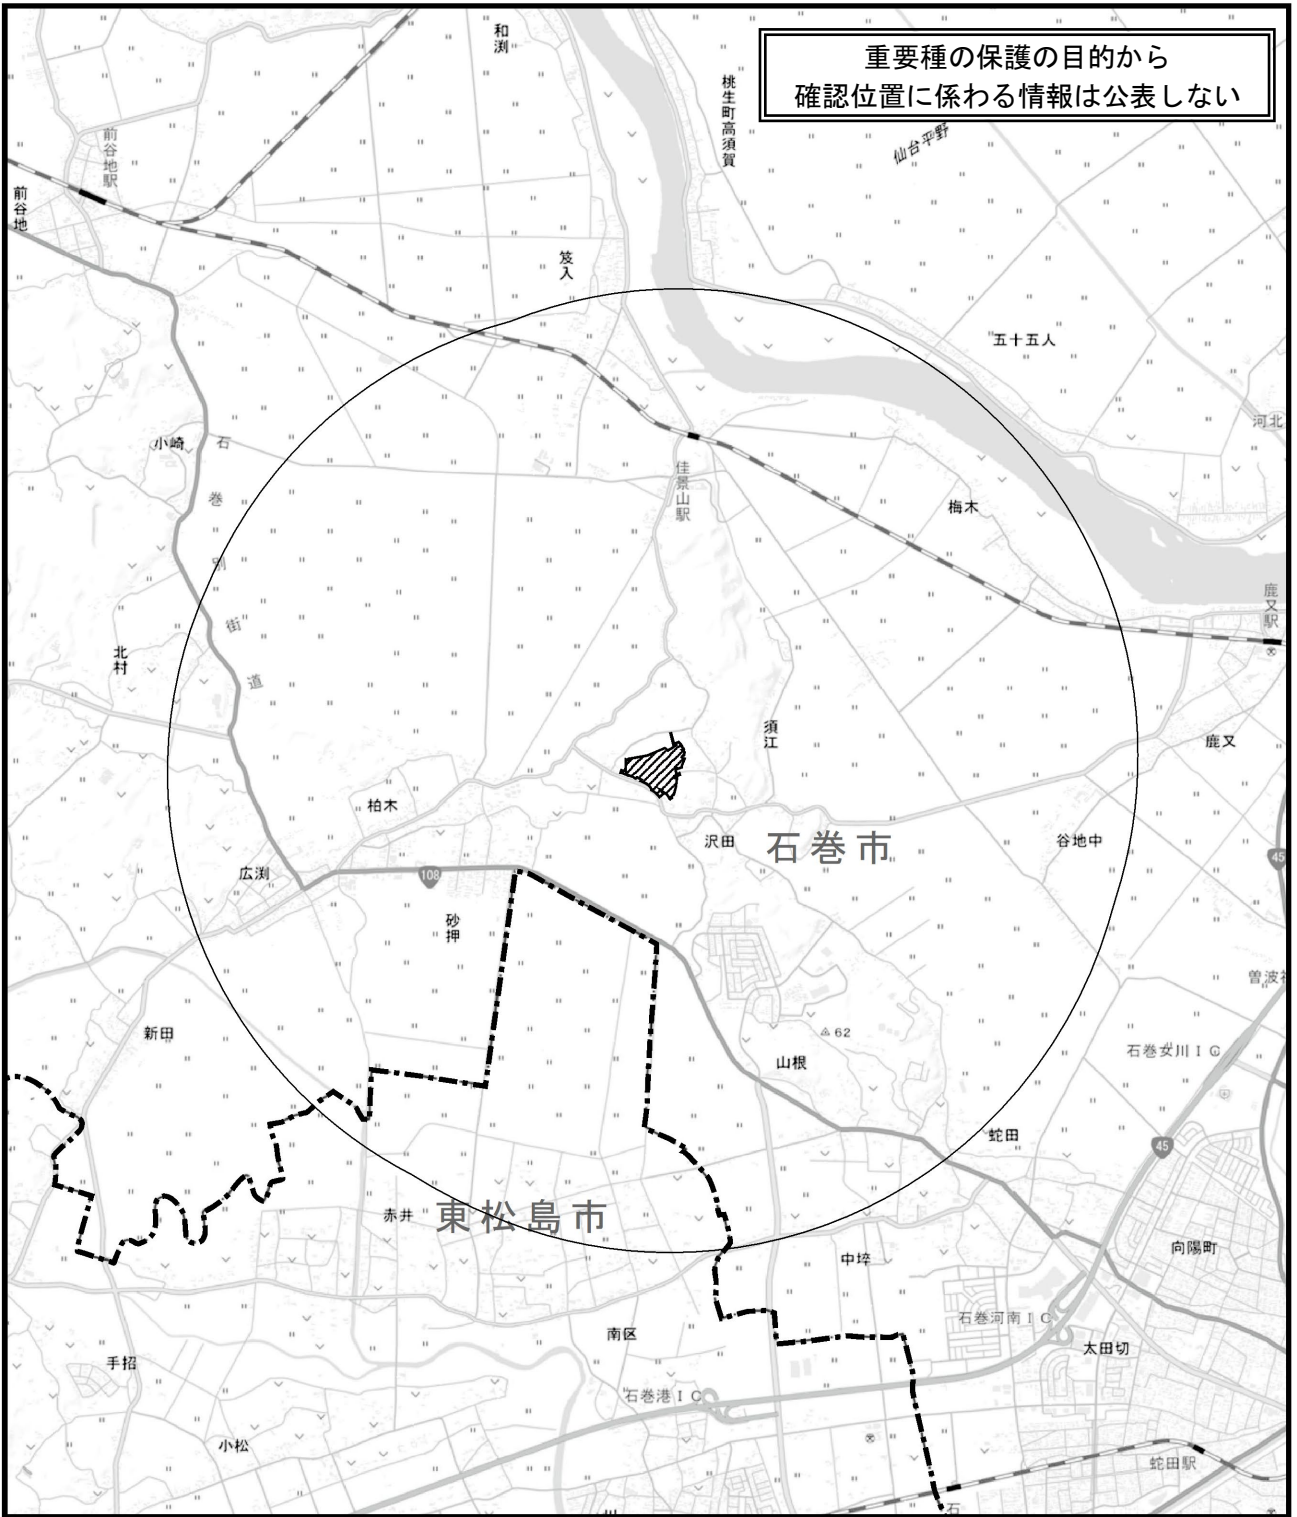 重要種の保護の目的から
確認位置に係わる情報は公表しない
和渕
桃生町高須賀
仙台平野
前谷地駅
前谷地
笈入
五十五人
河北
小崎
石巻別街道
佳景山駅
梅木
鹿又駅
北村
須江
鹿又
柏木
沢田
石巻市
谷地中
45
広渕
108
砂押
曽波
新田
62
山根
石巻女川IC
蛇田
45
赤井
東松島市
向陽町
中埣
石巻河南IC
南区
太田切
手招
石巻港IC
小松
蛇田駅
石